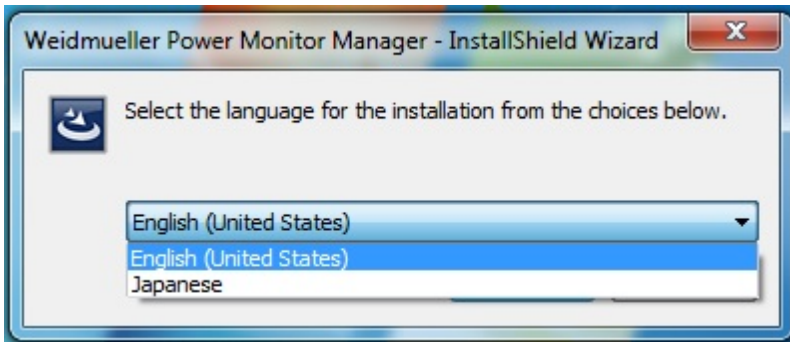 Weidmueller Power Monitor Manager - InstallShield Wizard
Select the language for the installation from the choices below.
English (United States)
English (United States)
Japanese